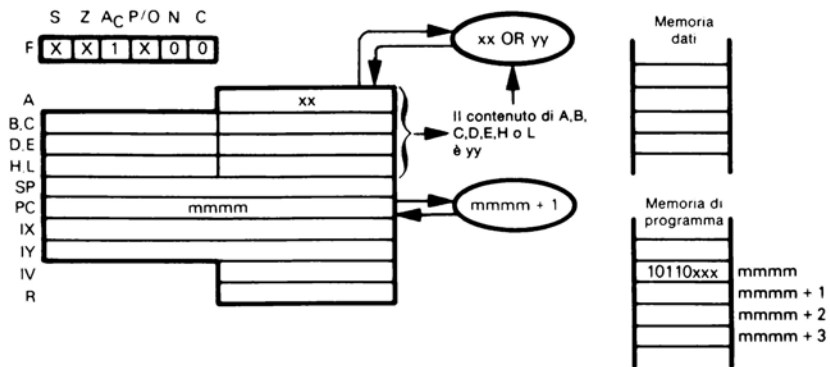 S Z AC P/O N C
F X X 1 X 0 0
A xx
B,C
D,E
H,L
SP
PC mmmm
IX
IY
IV
R
xx OR yy
Il contenuto di A,B,
C,D,E,H o L
è yy
mmmm + 1
Memoria
dati
Memoria di
programma
10110xxx mmmm
mmmm + 1
mmmm + 2
mmmm + 3